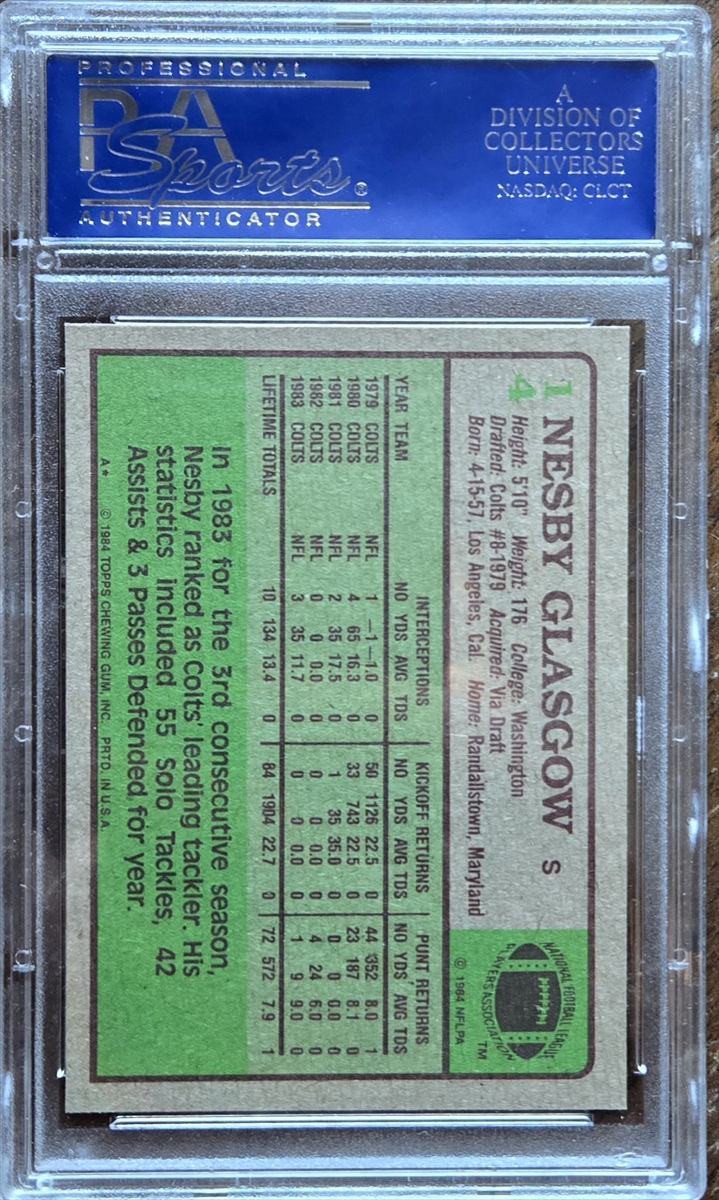 PROFESSIONAL
PSA
Sports®
AUTHENTICATOR
A
DIVISION OF
COLLECTORS
UNIVERSE
NASDAQ: CLCT
14
NESBY GLASGOW S
Height: 5'10" Weight: 176 College: Washington
Drafted: Colts #8-1979 Acquired: Via Draft
Born: 4-15-57, Los Angeles, Cal. Home: Randallstown, Maryland
NATIONAL FOOTBALL LEAGUE
PLAYERS ASSOCIATION
TM
© 1984 NFLPA
INTERCEPTIONS KICKOFF RETURNS PUNT RETURNS
YEAR TEAM NO YDS AVG TDS NO YDS AVG TDS NO YDS AVG TDS
1979 COLTS NFL 1 –1 –1.0 0 50 1126 22.5 0 44 352 8.0 1
1980 COLTS NFL 4 65 16.3 0 33 743 22.5 0 23 187 8.1 0
1981 COLTS NFL 2 35 17.5 0 1 35 35.0 0 0 0 0.0 0
1982 COLTS NFL 0 0 0.0 0 0 0 0.0 0 4 24 6.0 0
1983 COLTS NFL 3 35 11.7 0 0 0 0.0 0 1 9 9.0 0
LIFETIME TOTALS 10 134 13.4 0 84 1904 22.7 0 72 572 7.9 1
In 1983 for the 3rd consecutive season,
Nesby ranked as Colts' leading tackler. His
statistics included 55 Solo Tackles, 42
Assists & 3 Passes Defended for year.
A* © 1984 TOPPS CHEWING GUM, INC. PRTD. IN U.S.A.